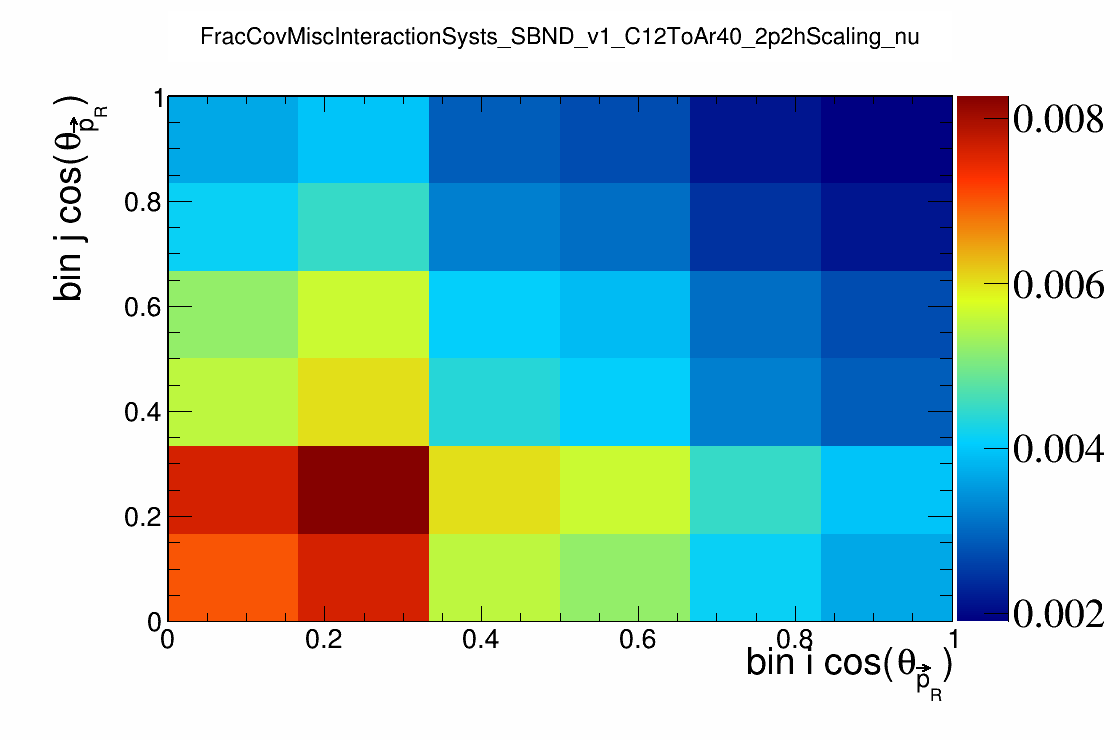 FracCovMiscInteractionSysts_SBND_v1_C12ToAr40_2p2hScaling_nu
bin j cos(θ_p⃗_R)
1
0.8
0.6
0.4
0.2
0
0 0.2 0.4 0.6 0.8 1
bin i cos(θ_p⃗_R)
0.008
0.006
0.004
0.002